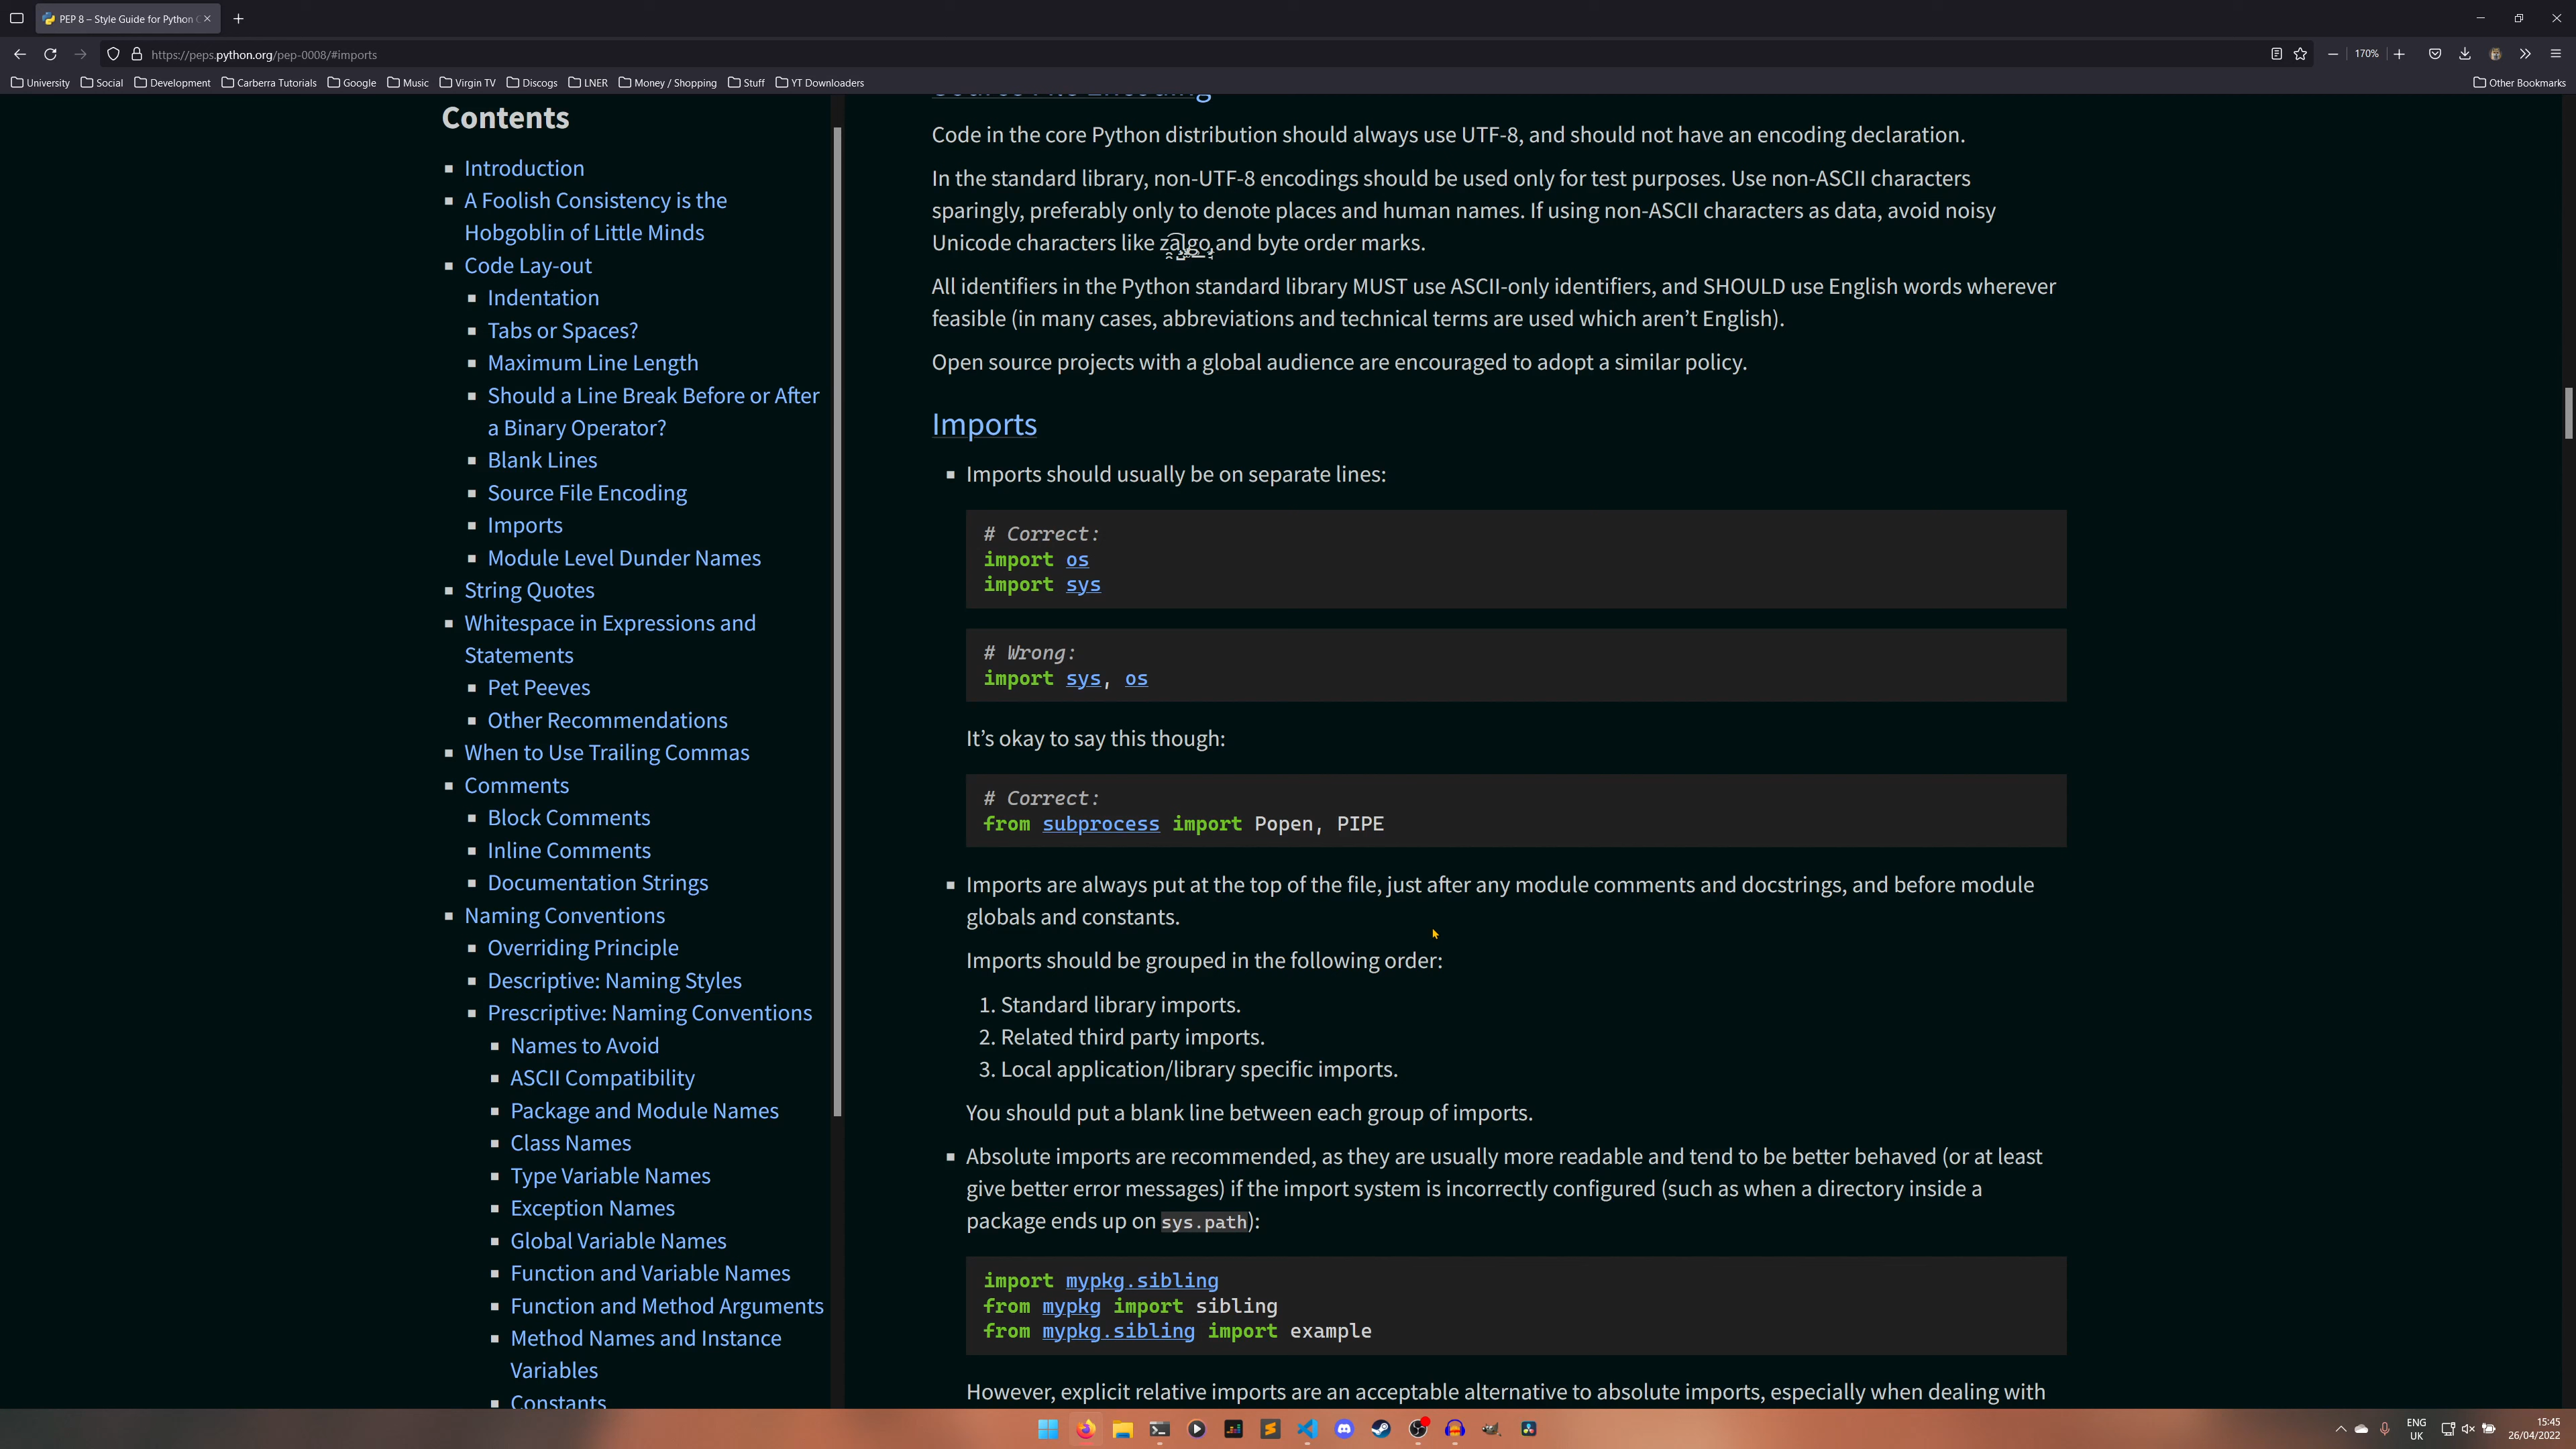 PEP 8 – Style Guide for Python
https://peps.python.org/pep-0008/#imports
170%
University
Social
Development
Carberra Tutorials
Google
Music
Virgin TV
Discogs
LNER
Money / Shopping
Stuff
YT Downloaders
Other Bookmarks
Contents
Introduction
A Foolish Consistency is the
Hobgoblin of Little Minds
Code Lay-out
Indentation
Tabs or Spaces?
Maximum Line Length
Should a Line Break Before or After
a Binary Operator?
Blank Lines
Source File Encoding
Imports
Module Level Dunder Names
String Quotes
Whitespace in Expressions and
Statements
Pet Peeves
Other Recommendations
When to Use Trailing Commas
Comments
Block Comments
Inline Comments
Documentation Strings
Naming Conventions
Overriding Principle
Descriptive: Naming Styles
Prescriptive: Naming Conventions
Names to Avoid
ASCII Compatibility
Package and Module Names
Class Names
Type Variable Names
Exception Names
Global Variable Names
Function and Variable Names
Function and Method Arguments
Method Names and Instance
Variables
Constants
Source File Encoding
Code in the core Python distribution should always use UTF-8, and should not have an encoding declaration.
In the standard library, non-UTF-8 encodings should be used only for test purposes. Use non-ASCII characters
sparingly, preferably only to denote places and human names. If using non-ASCII characters as data, avoid noisy
Unicode characters like zalgo and byte order marks.
All identifiers in the Python standard library MUST use ASCII-only identifiers, and SHOULD use English words wherever
feasible (in many cases, abbreviations and technical terms are used which aren’t English).
Open source projects with a global audience are encouraged to adopt a similar policy.
Imports
Imports should usually be on separate lines:
# Correct:
import os
import sys
# Wrong:
import sys, os
It’s okay to say this though:
# Correct:
from subprocess import Popen, PIPE
Imports are always put at the top of the file, just after any module comments and docstrings, and before module
globals and constants.
Imports should be grouped in the following order:
1. Standard library imports.
2. Related third party imports.
3. Local application/library specific imports.
You should put a blank line between each group of imports.
Absolute imports are recommended, as they are usually more readable and tend to be better behaved (or at least
give better error messages) if the import system is incorrectly configured (such as when a directory inside a
package ends up on sys.path):
import mypkg.sibling
from mypkg import sibling
from mypkg.sibling import example
However, explicit relative imports are an acceptable alternative to absolute imports, especially when dealing with
ENG
UK
15:45
26/04/2022